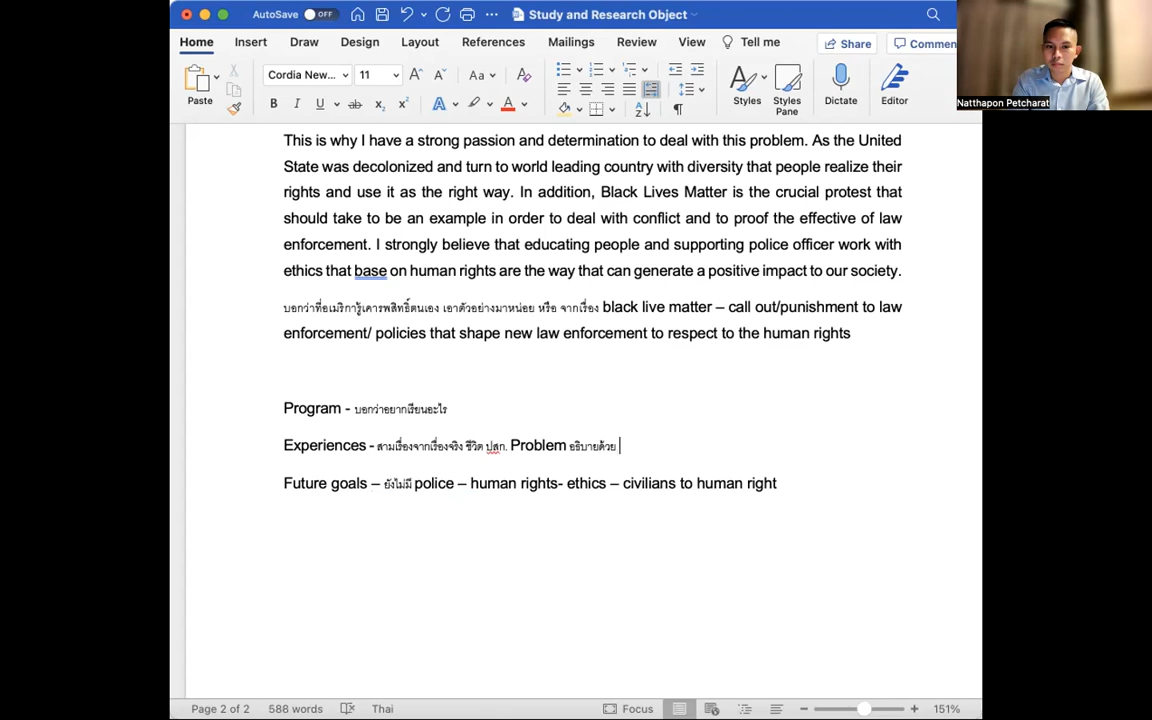 AutoSave OFF Study and Research Object
Home Insert Draw Design Layout References Mailings Review View Tell me Share Commen
Paste Cordia New... 11 Aa Styles Styles Pane Dictate Editor
Natthapon Petcharat
This is why I have a strong passion and determination to deal with this problem. As the United
State was decolonized and turn to world leading country with diversity that people realize their
rights and use it as the right way. In addition, Black Lives Matter is the crucial protest that
should take to be an example in order to deal with conflict and to proof the effective of law
enforcement. I strongly believe that educating people and supporting police officer work with
ethics that base on human rights are the way that can generate a positive impact to our society.
บอกว่าที่อเมริการู้เคารพสิทธิ์ตนเอง เอาตัวอย่างมาหน่อย หรือ จากเรื่อง black live matter – call out/punishment to law
enforcement/ policies that shape new law enforcement to respect to the human rights
Program - บอกว่าอยากเรียนอะไร
Experiences - สามเรื่องจากเรื่องจริง ชีวิต ปสก. Problem อธิบายด้วย
Future goals – ยังไม่มี police – human rights- ethics – civilians to human right
Page 2 of 2 588 words Thai Focus 151%